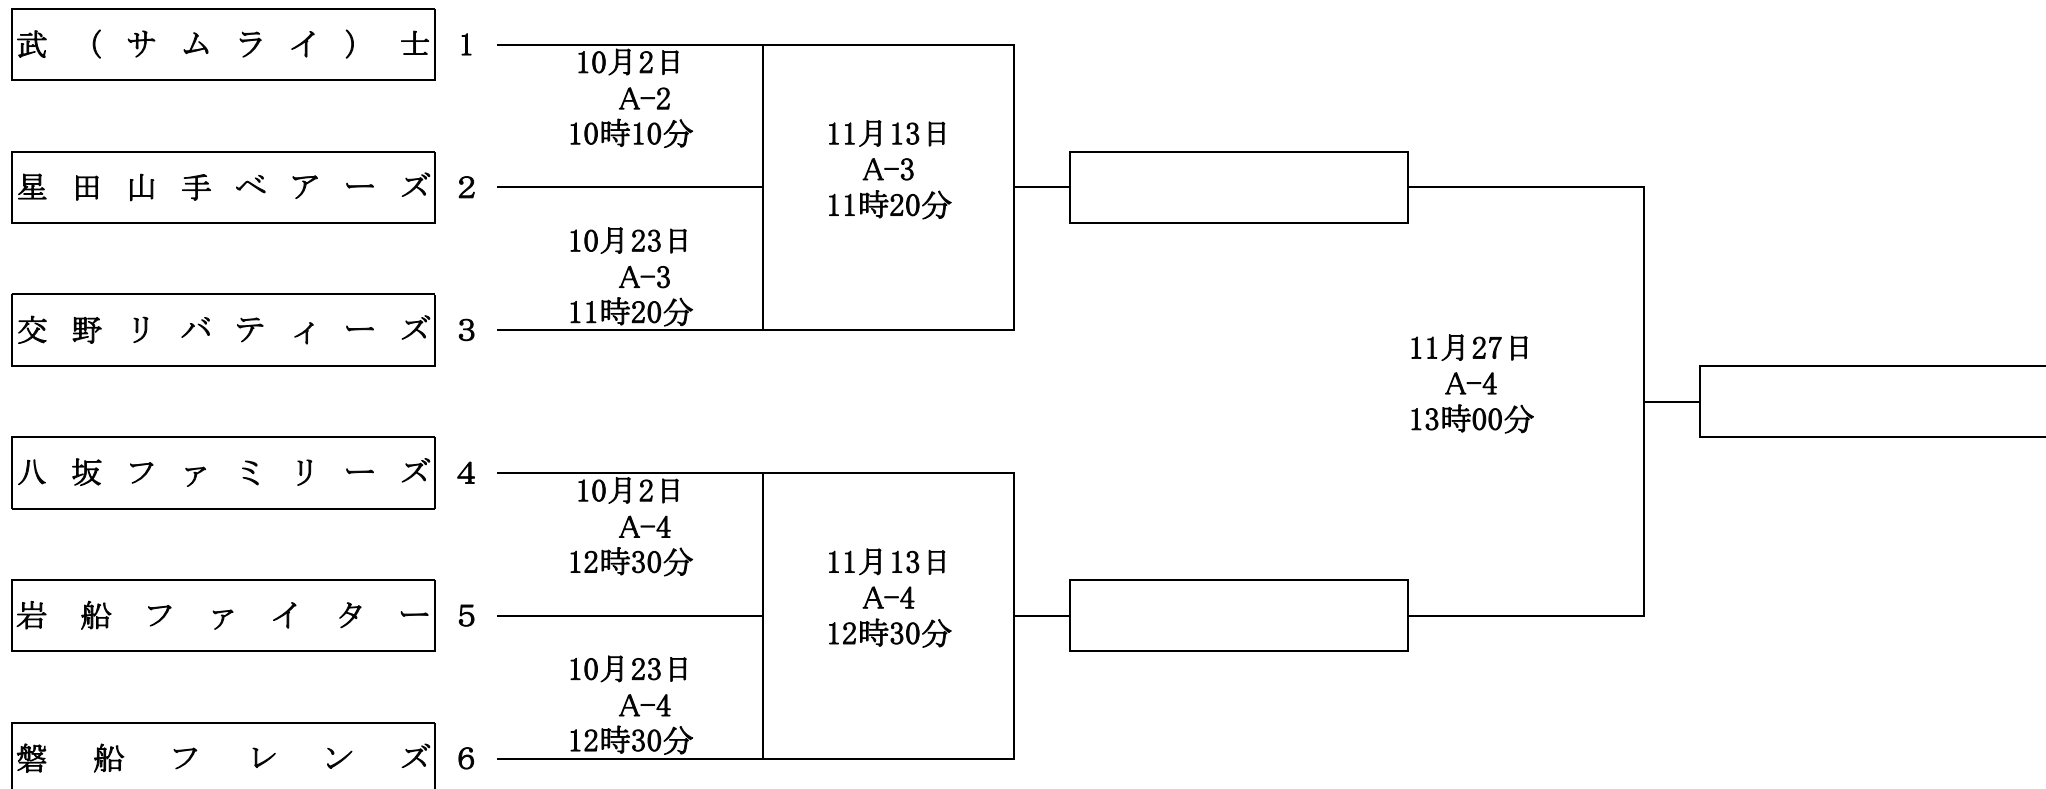 武（サムライ）士 1
10月2日
A-2
10時10分
11月13日
A-3
11時20分
星田山手ベアーズ 2
10月23日
A-3
11時20分
交野リバティーズ 3
11月27日
A-4
13時00分
八坂ファミリーズ 4
10月2日
A-4
12時30分
11月13日
A-4
12時30分
岩船ファイター 5
10月23日
A-4
12時30分
磐船フレンズ 6